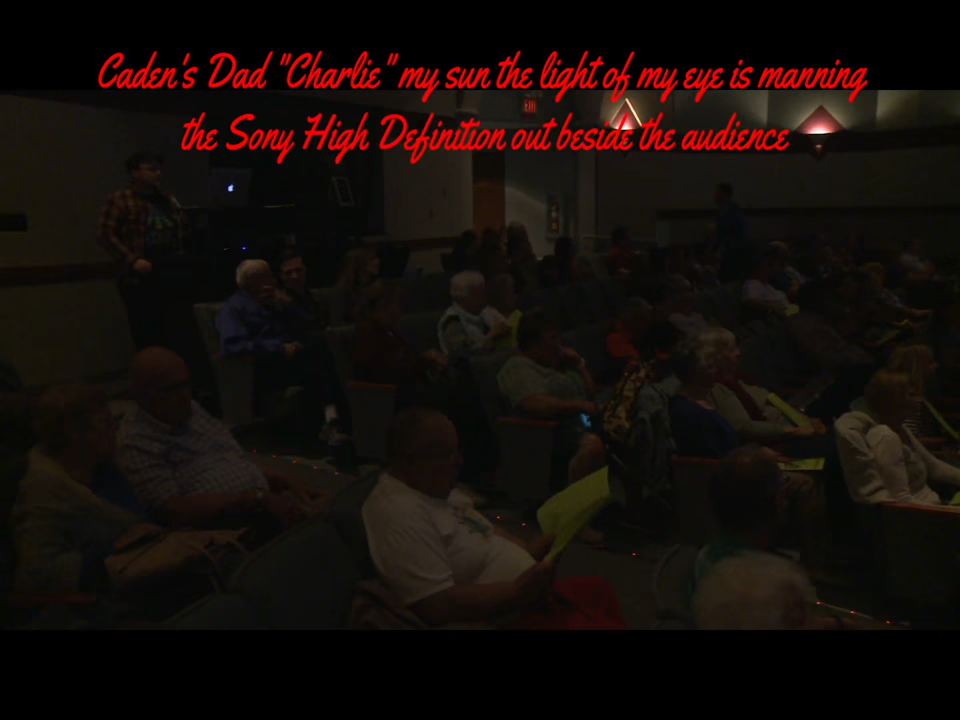 Caden's Dad "Charlie" my sun the light of my eye is manning
the Sony High Definition out beside the audience
EXIT